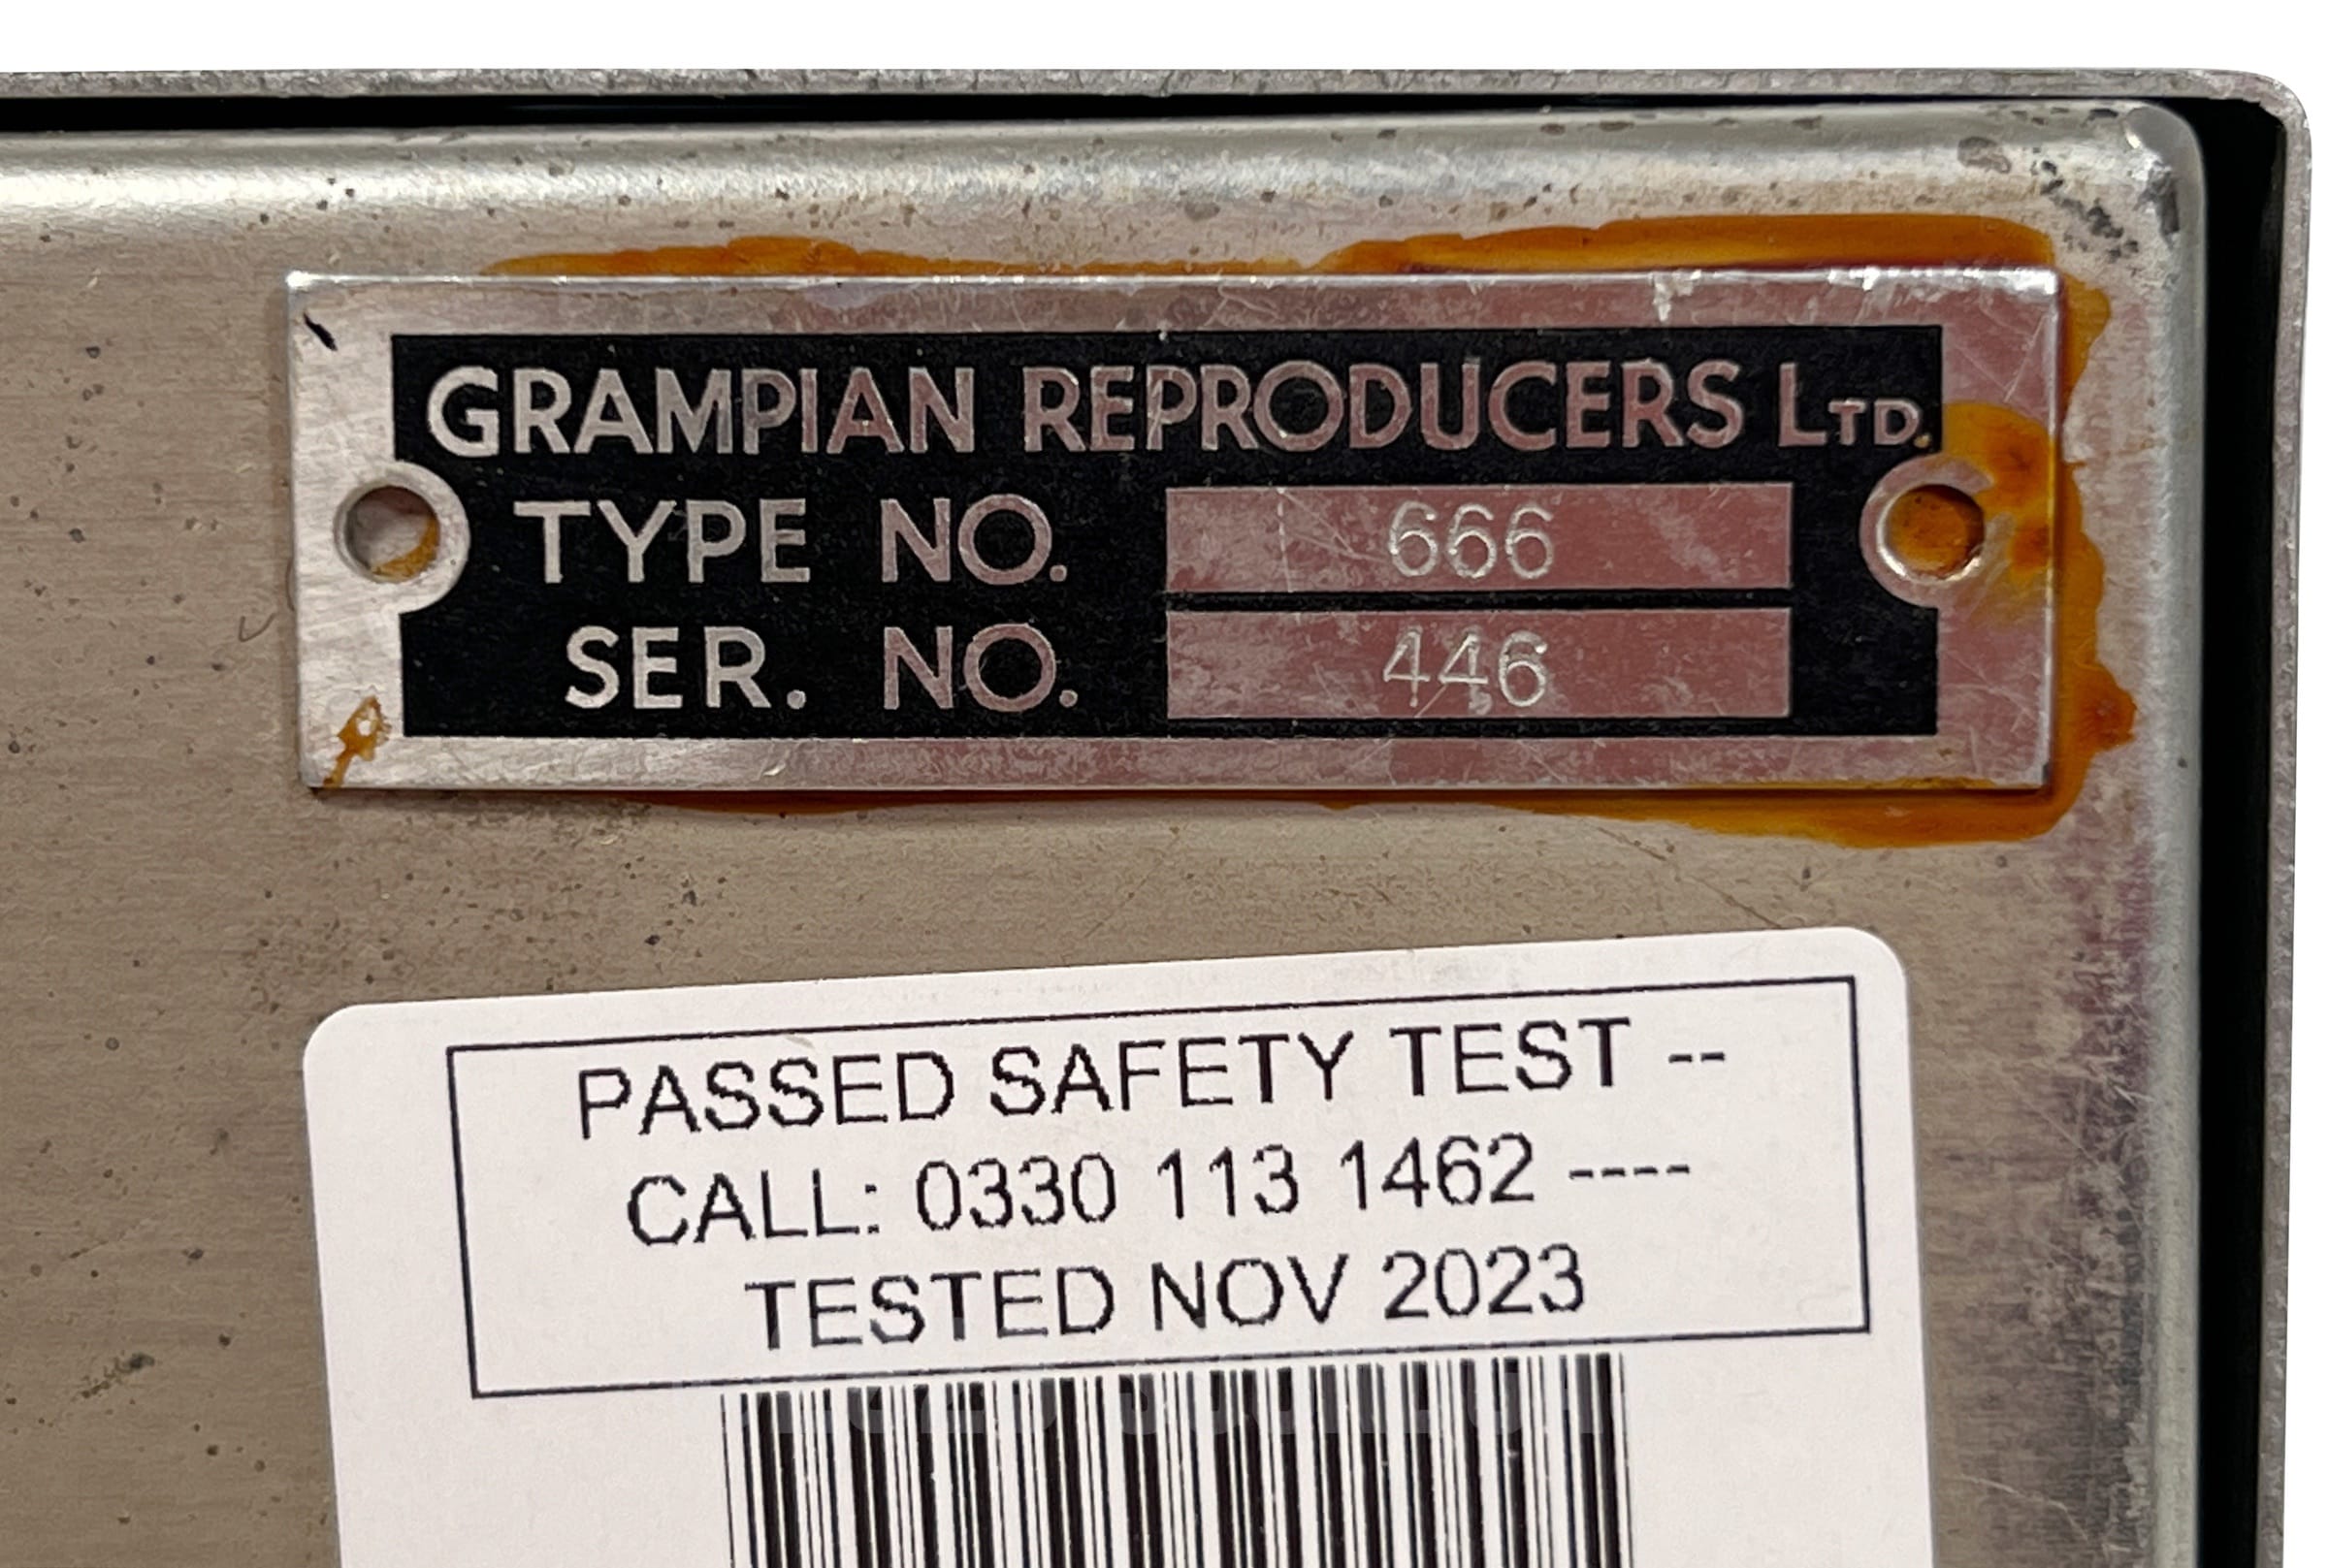 GRAMPIAN REPRODUCERS LTD.
TYPE NO. 666
SER. NO. 446
PASSED SAFETY TEST --
CALL: 0330 113 1462 ----
TESTED NOV 2023